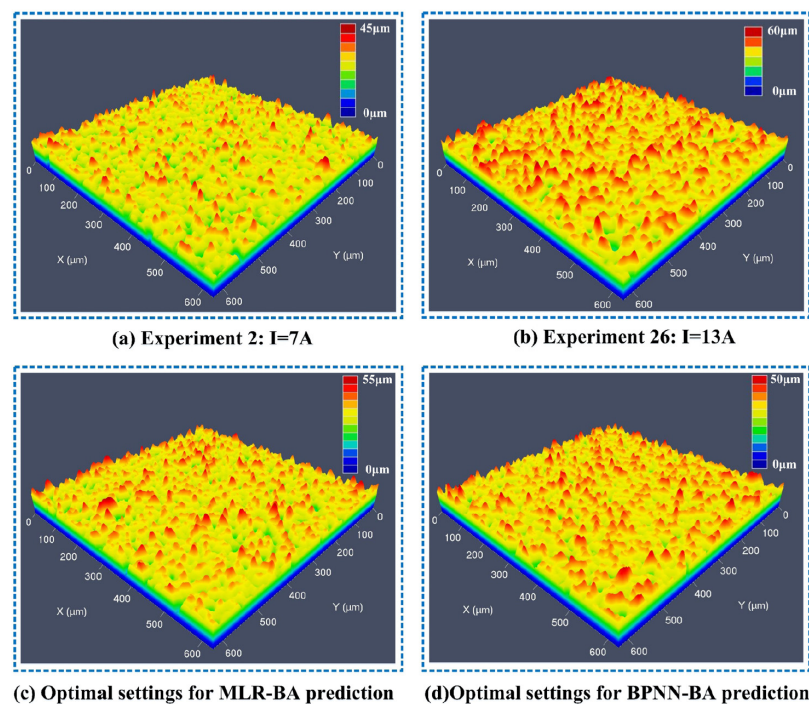 45µm
0µm
0
100
200
300
400
500
600
X (µm)
0
100
200
300
400
500
600
Y (µm)
(a) Experiment 2: I=7A
60µm
0µm
0
100
200
300
400
500
600
X (µm)
0
100
200
300
400
500
600
Y (µm)
(b) Experiment 26: I=13A
55µm
0µm
0
100
200
300
400
500
600
X (µm)
0
100
200
300
400
500
600
Y (µm)
(c) Optimal settings for MLR-BA prediction
50µm
0µm
0
100
200
300
400
500
600
X (µm)
0
100
200
300
400
500
600
Y (µm)
(d)Optimal settings for BPNN-BA prediction